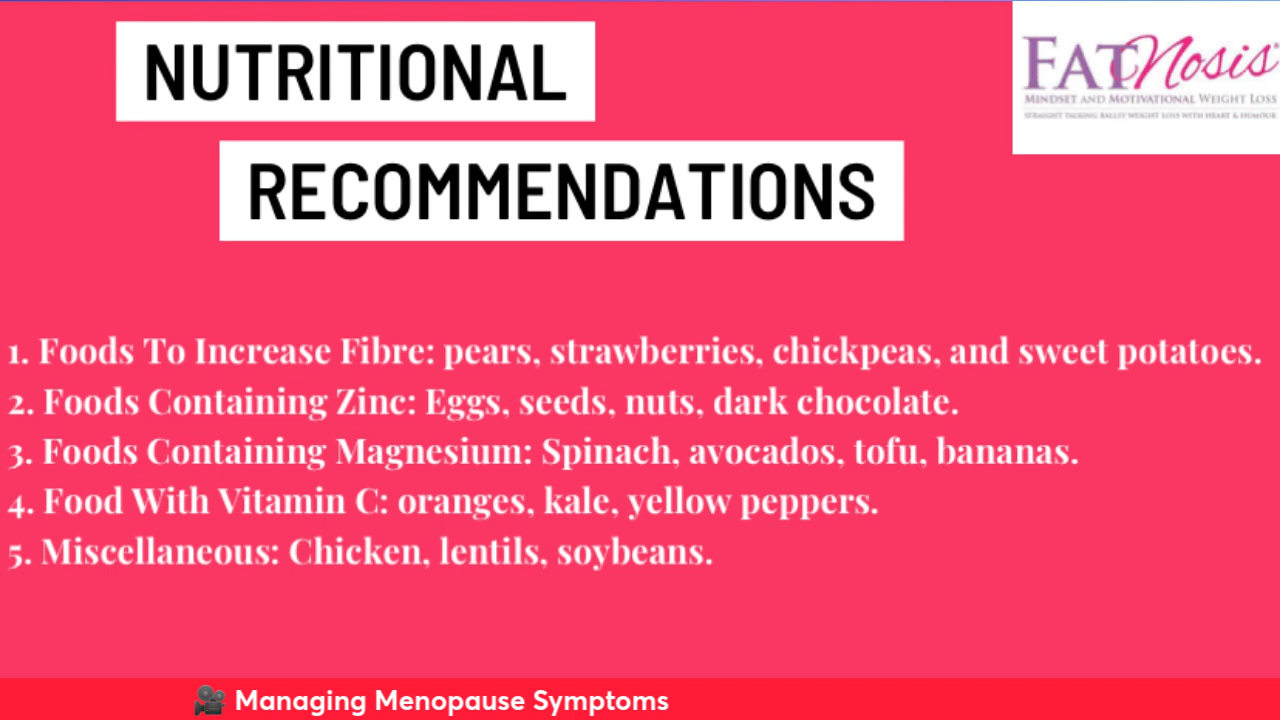 NUTRITIONAL
RECOMMENDATIONS
FATNosis®
MINDSET AND MOTIVATIONAL WEIGHT LOSS
STRAIGHT TALKING BALLSY WEIGHT LOSS WITH HEART & HUMOUR
1. Foods To Increase Fibre: pears, strawberries, chickpeas, and sweet potatoes.
2. Foods Containing Zinc: Eggs, seeds, nuts, dark chocolate.
3. Foods Containing Magnesium: Spinach, avocados, tofu, bananas.
4. Food With Vitamin C: oranges, kale, yellow peppers.
5. Miscellaneous: Chicken, lentils, soybeans.
🎥 Managing Menopause Symptoms